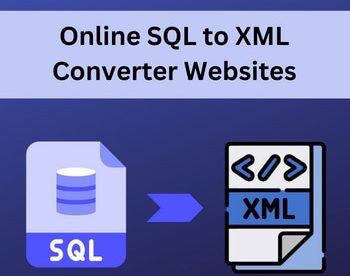 Online SQL to XML
Converter Websites
SQL
</>
XML